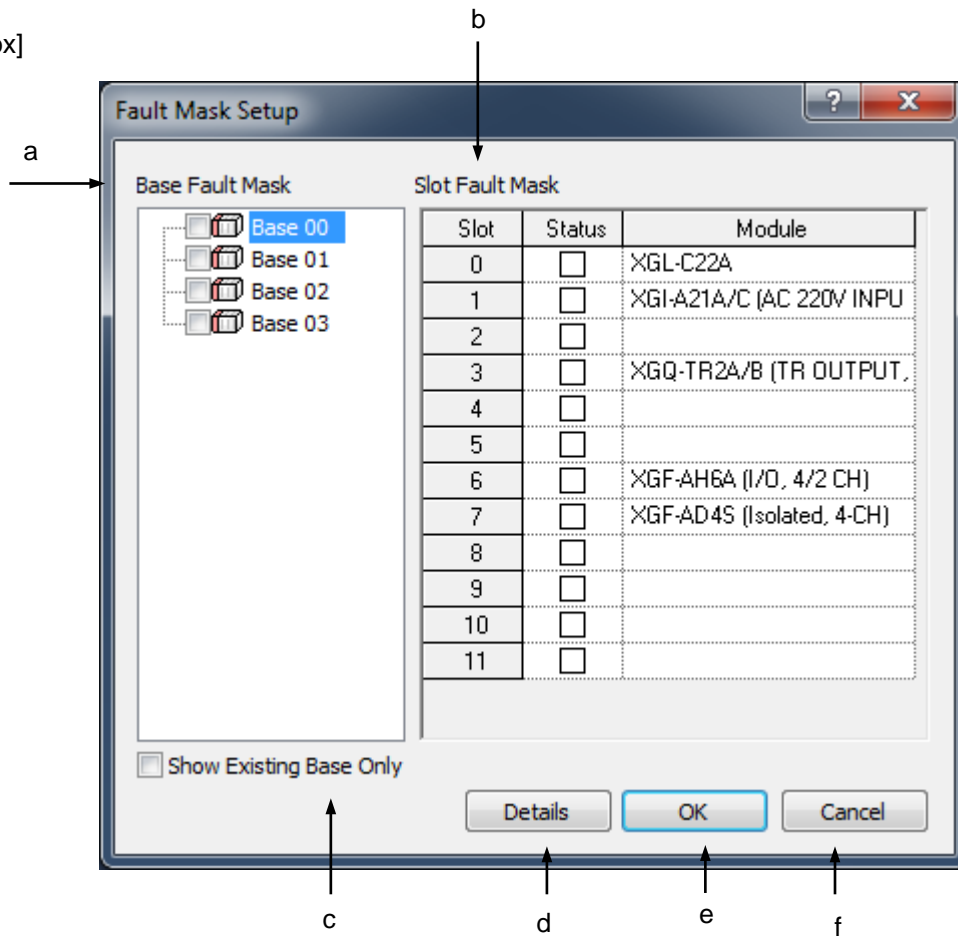 b
ox]
Fault Mask Setup
?
X
a
Base Fault Mask
Slot Fault Mask
Base 00
Base 01
Base 02
Base 03
Slot Status Module
0 XGL-C22A
1 XGI-A21A/C (AC 220V INPU
2
3 XGQ-TR2A/B (TR OUTPUT,
4
5
6 XGF-AH6A (I/O, 4/2 CH)
7 XGF-AD4S (Isolated, 4-CH)
8
9
10
11
Show Existing Base Only
Details OK Cancel
c d e f